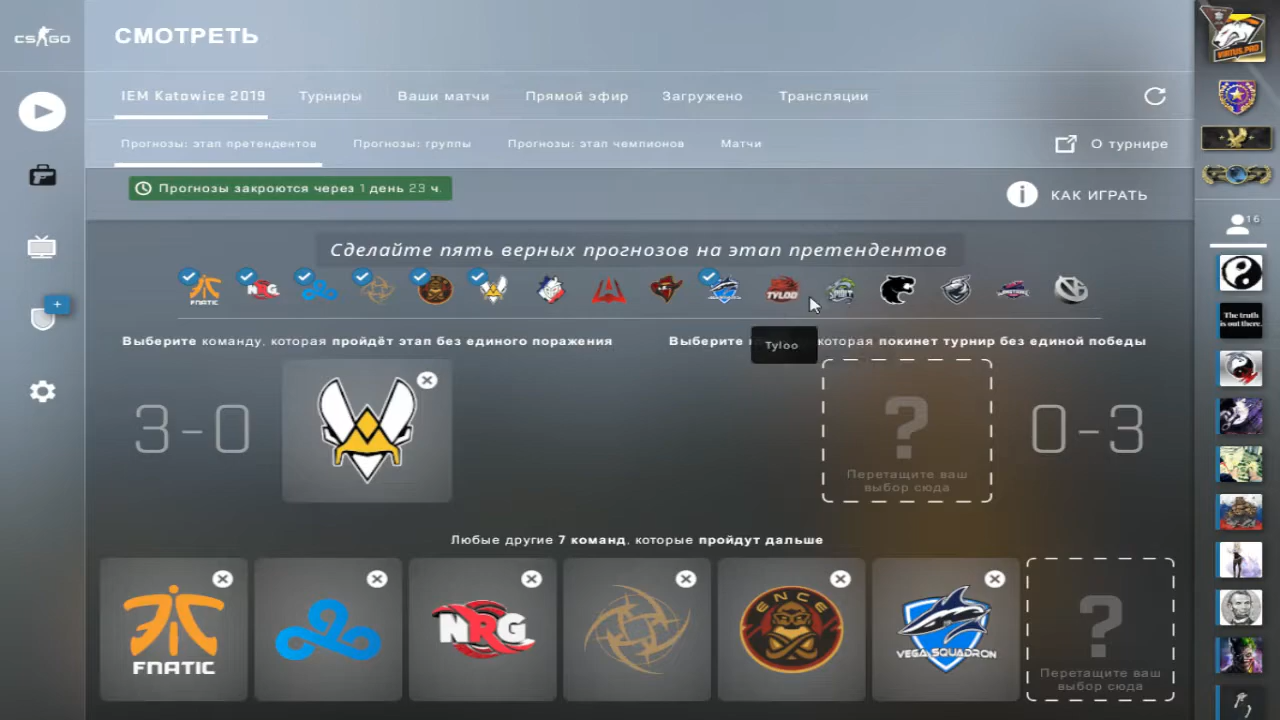 CS GO
СМОТРЕТЬ
VIRTUS.PRO
IEM Katowice 2019
Турниры
Ваши матчи
Прямой эфир
Загружено
Трансляции
Прогнозы: этап претендентов
Прогнозы: группы
Прогнозы: этап чемпионов
Матчи
О турнире
Прогнозы закроются через 1 день 23 ч.
i
КАК ИГРАТЬ
16
+
Сделайте пять верных прогнозов на этап претендентов
FNATIC
NRG
TYLOO
The truth
is out there.
Выберите команду, которая пройдёт этап без единого поражения
Выберите которая покинет турнир без единой победы
Tyloo
3-0
?
Перетащите ваш
выбор сюда
0-3
Любые другие 7 команд, которые пройдут дальше
FNATIC
NRG
ENCE
VEGA SQUADRON
?
Перетащите ваш
выбор сюда